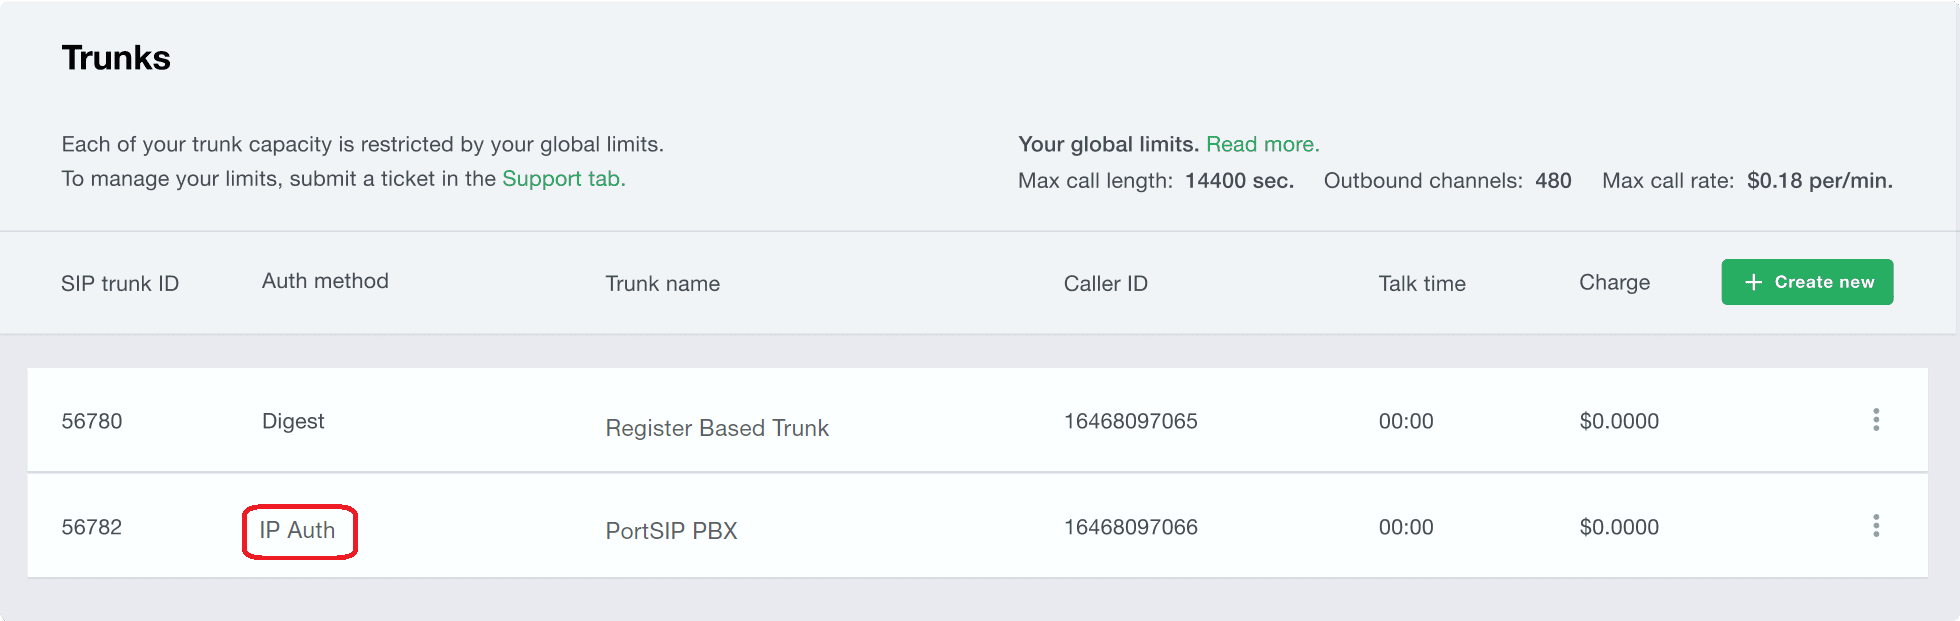 Trunks
Each of your trunk capacity is restricted by your global limits.
To manage your limits, submit a ticket in the Support tab.
Your global limits. Read more.
Max call length: 14400 sec. Outbound channels: 480 Max call rate: $0.18 per/min.
SIP trunk ID Auth method Trunk name Caller ID Talk time Charge + Create new
56780 Digest Register Based Trunk 16468097065 00:00 $0.0000
56782 IP Auth PortSIP PBX 16468097066 00:00 $0.0000